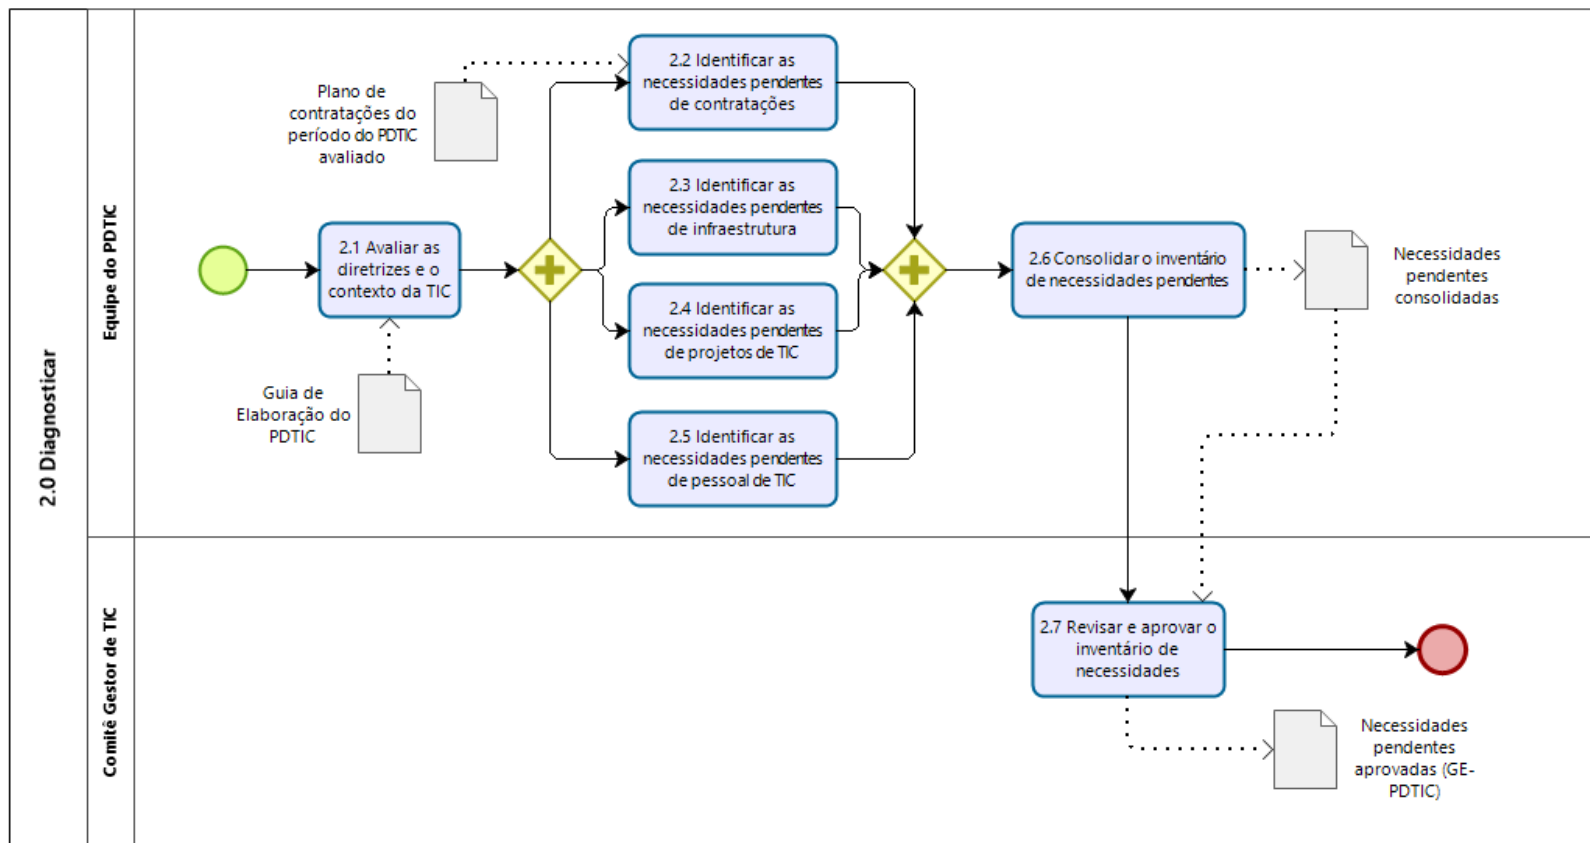 2.0 Diagnosticar
Equipe do PDTIC
Plano de
contratações do
período do PDTIC
avaliado
2.1 Avaliar as
diretrizes e o
contexto da TIC
Guia de
Elaboração do
PDTIC
2.2 Identificar as
necessidades pendentes
de contratações
2.3 Identificar as
necessidades pendentes
de infraestrutura
2.4 Identificar as
necessidades pendentes
de projetos de TIC
2.5 Identificar as
necessidades pendentes
de pessoal de TIC
2.6 Consolidar o inventário
de necessidades pendentes
Necessidades
pendentes
consolidadas
Comitê Gestor de TIC
2.7 Revisar e aprovar o
inventário de
necessidades
Necessidades
pendentes
aprovadas (GE-
PDTIC)